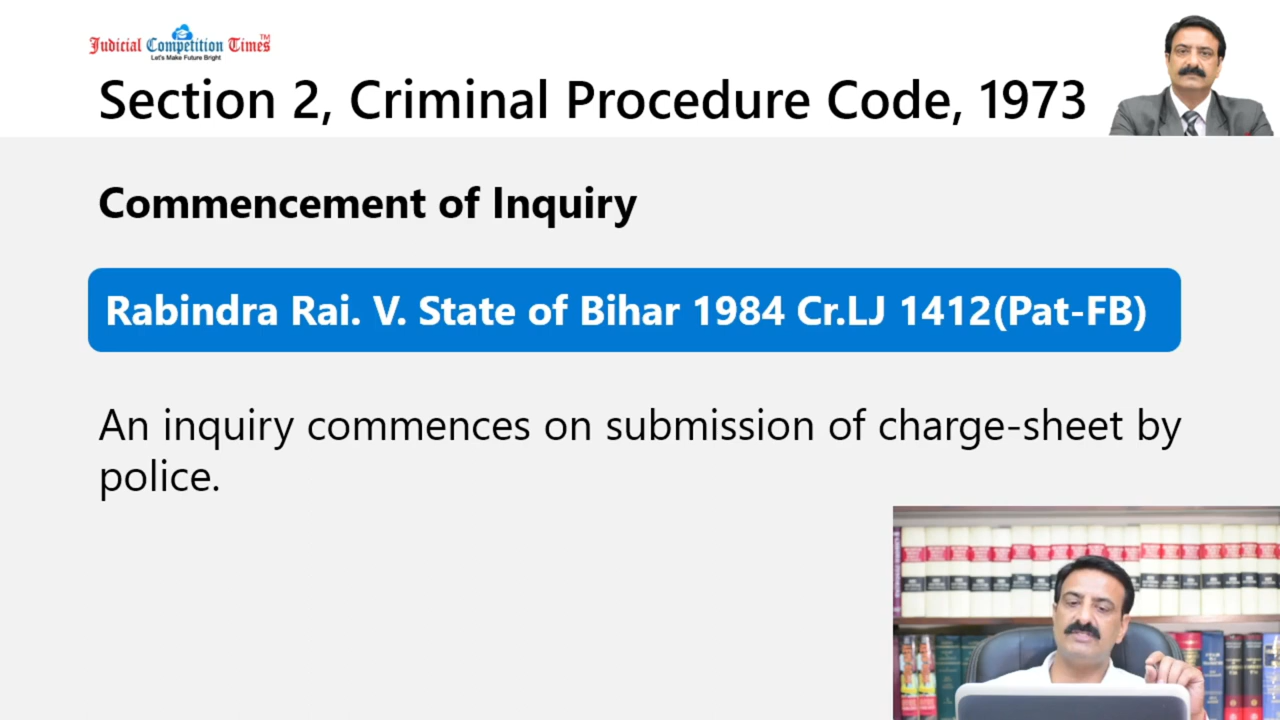 Judicial Competition Times™
Let's Make Future Bright
Section 2, Criminal Procedure Code, 1973
Commencement of Inquiry
Rabindra Rai. V. State of Bihar 1984 Cr.LJ 1412(Pat-FB)
An inquiry commences on submission of charge-sheet by
police.